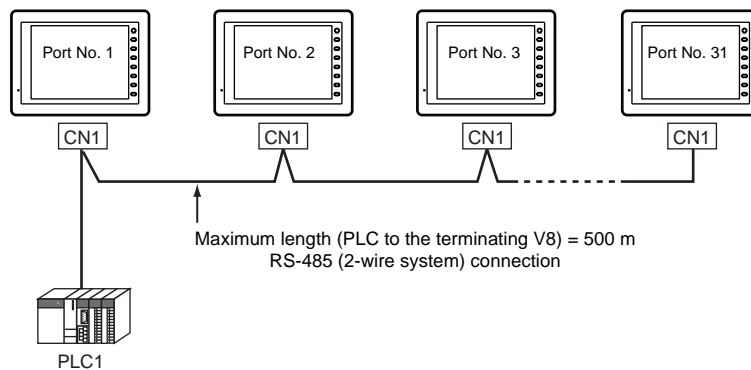 Port No. 1
Port No. 2
Port No. 3
Port No. 31
CN1
CN1
CN1
CN1
Maximum length (PLC to the terminating V8) = 500 m
RS-485 (2-wire system) connection
PLC1